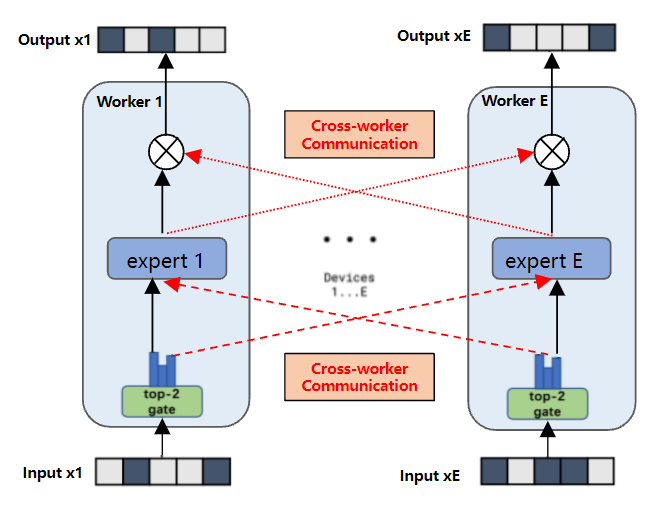 Output x1
Output xE
Worker 1
Worker E
Cross-worker
Communication
expert 1
expert E
Devices
1...E
Cross-worker
Communication
top-2
gate
top-2
gate
Input x1
Input xE